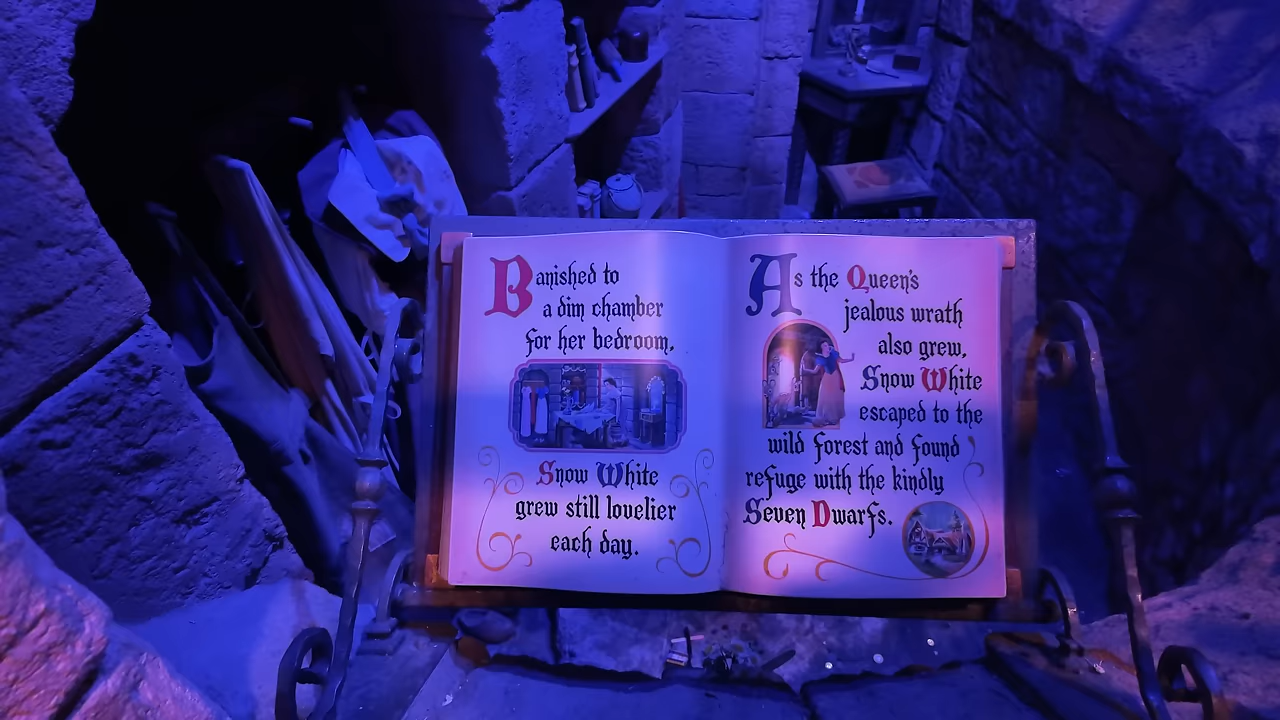 Banished to
a dim chamber
for her bedroom,
Snow White
grew still lovelier
each day.
As the Queen's
jealous wrath
also grew,
Snow White
escaped to the
wild forest and found
refuge with the kindly
Seven Dwarfs.